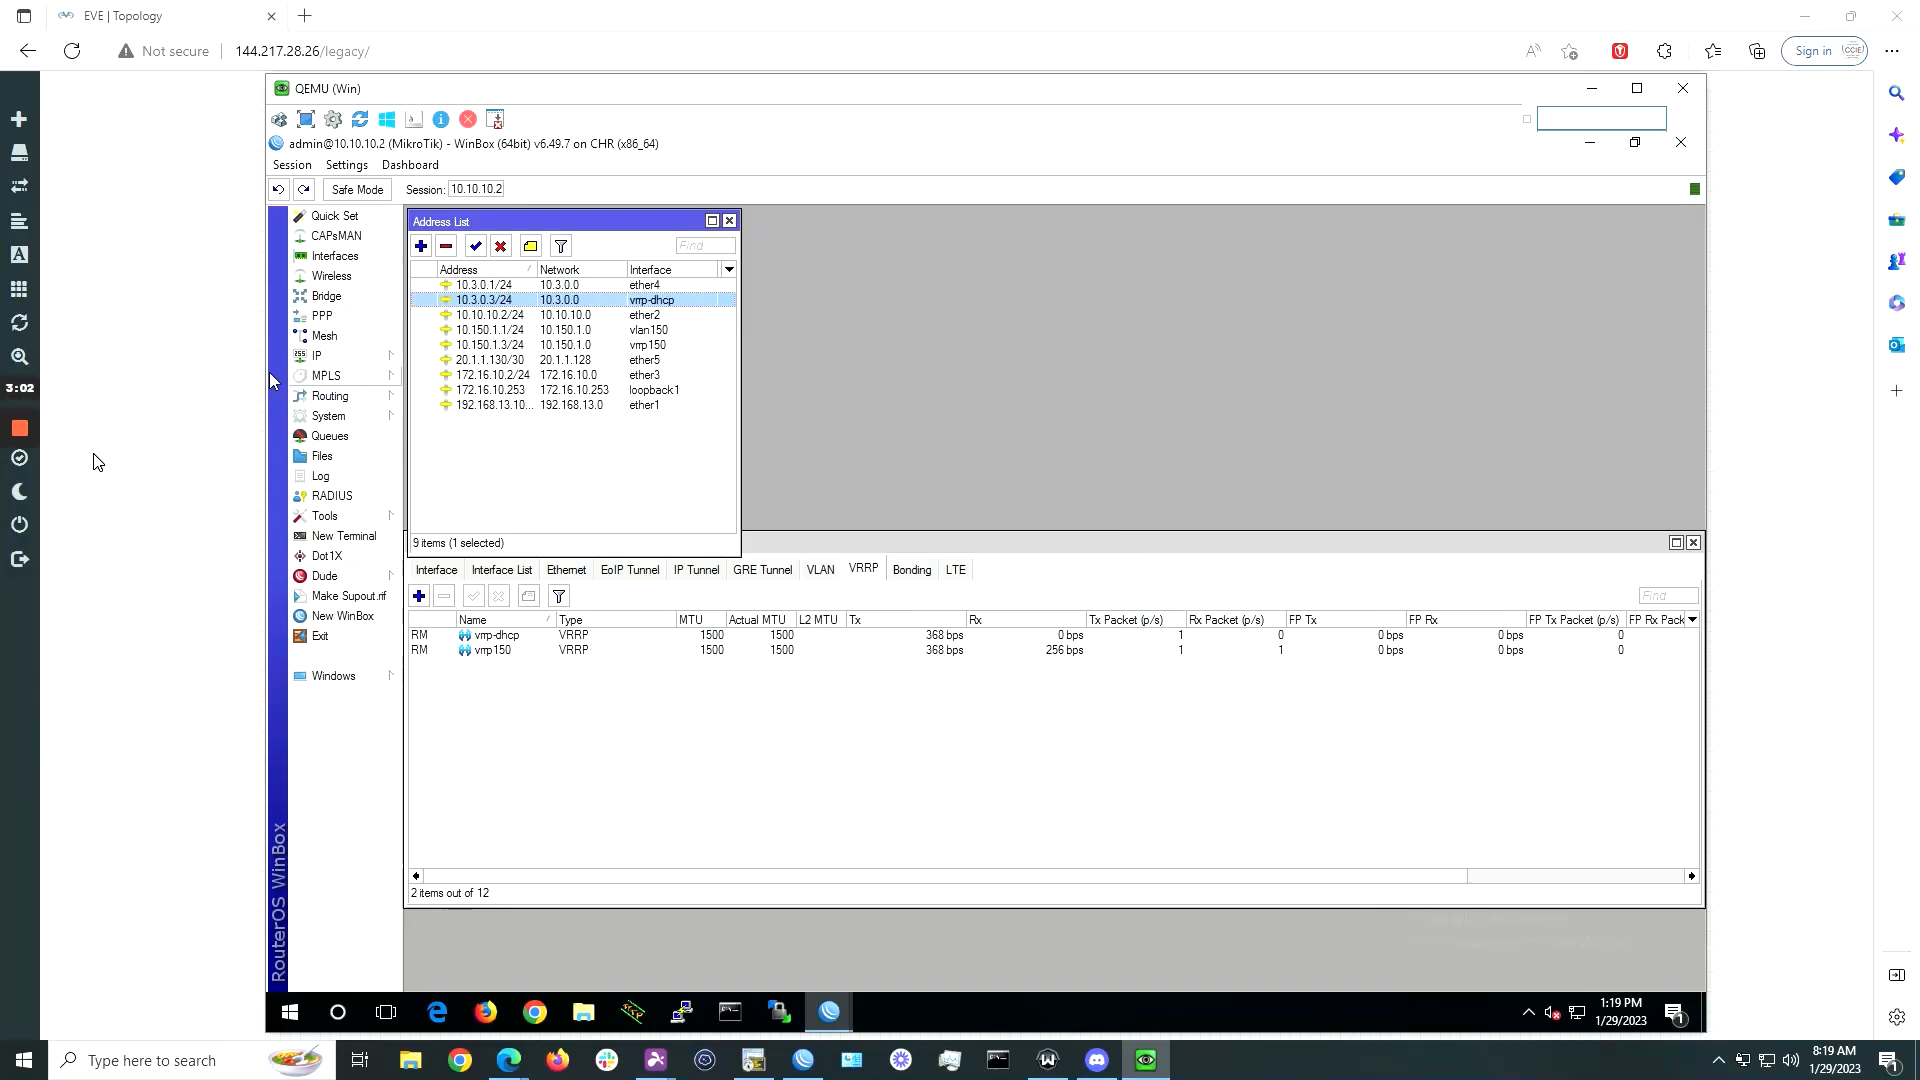 EVE | Topology
Not secure
144.217.28.26/legacy/
Sign in
QEMU (Win)
admin@10.10.10.2 (MikroTik) - WinBox (64bit) v6.49.7 on CHR (x86_64)
Session Settings Dashboard
Safe Mode Session: 10.10.10.2
Quick Set
CAPsMAN
Interfaces
Wireless
Bridge
PPP
Mesh
IP
MPLS
Routing
System
Queues
Files
Log
RADIUS
Tools
New Terminal
Dot1X
Dude
Make Supout.rif
New WinBox
Exit
Windows
RouterOS WinBox
3:02
Address List
Find
Address Network Interface
10.3.0.1/24 10.3.0.0 ether4
10.3.0.3/24 10.3.0.0 vrrp-dhcp
10.10.10.2/24 10.10.10.0 ether2
10.150.1.1/24 10.150.1.0 vlan150
10.150.1.3/24 10.150.1.0 vrrp150
20.1.1.130/30 20.1.1.128 ether5
172.16.10.2/24 172.16.10.0 ether3
172.16.10.253 172.16.10.253 loopback1
192.168.13.10... 192.168.13.0 ether1
9 items (1 selected)
Interface Interface List Ethernet EoIP Tunnel IP Tunnel GRE Tunnel VLAN VRRP Bonding LTE
Find
Name Type MTU Actual MTU L2 MTU Tx Rx Tx Packet (p/s) Rx Packet (p/s) FP Tx FP Rx FP Tx Packet (p/s) FP Rx Pack
RM vrrp-dhcp VRRP 1500 1500 368 bps 0 bps 1 0 0 bps 0 bps 0
RM vrrp150 VRRP 1500 1500 368 bps 256 bps 1 1 0 bps 0 bps 0
2 items out of 12
1:19 PM
1/29/2023
Type here to search
8:19 AM
1/29/2023